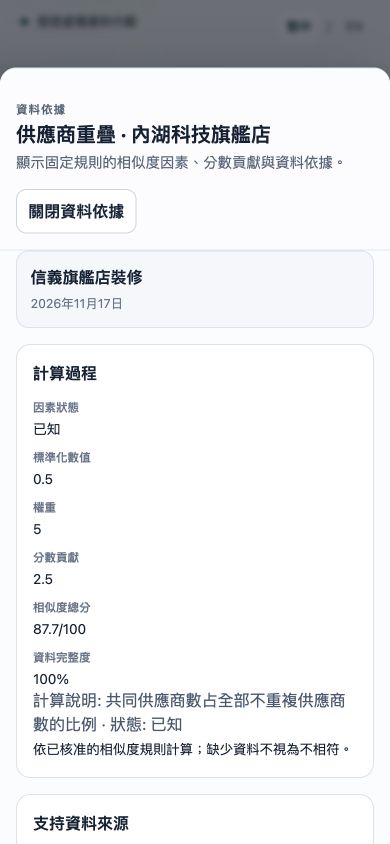 資料依據
供應商重疊 · 內湖科技旗艦店
顯示固定規則的相似度因素、分數貢獻與資料依據。
關閉資料依據
信義旗艦店裝修
2026年11月17日
計算過程
因素狀態
已知
標準化數值
0.5
權重
5
分數貢獻
2.5
相似度總分
87.7/100
資料完整度
100%
計算說明: 共同供應商數占全部不重複供應商
數的比例 · 狀態: 已知
依已核准的相似度規則計算；缺少資料不視為不相符。
支持資料來源